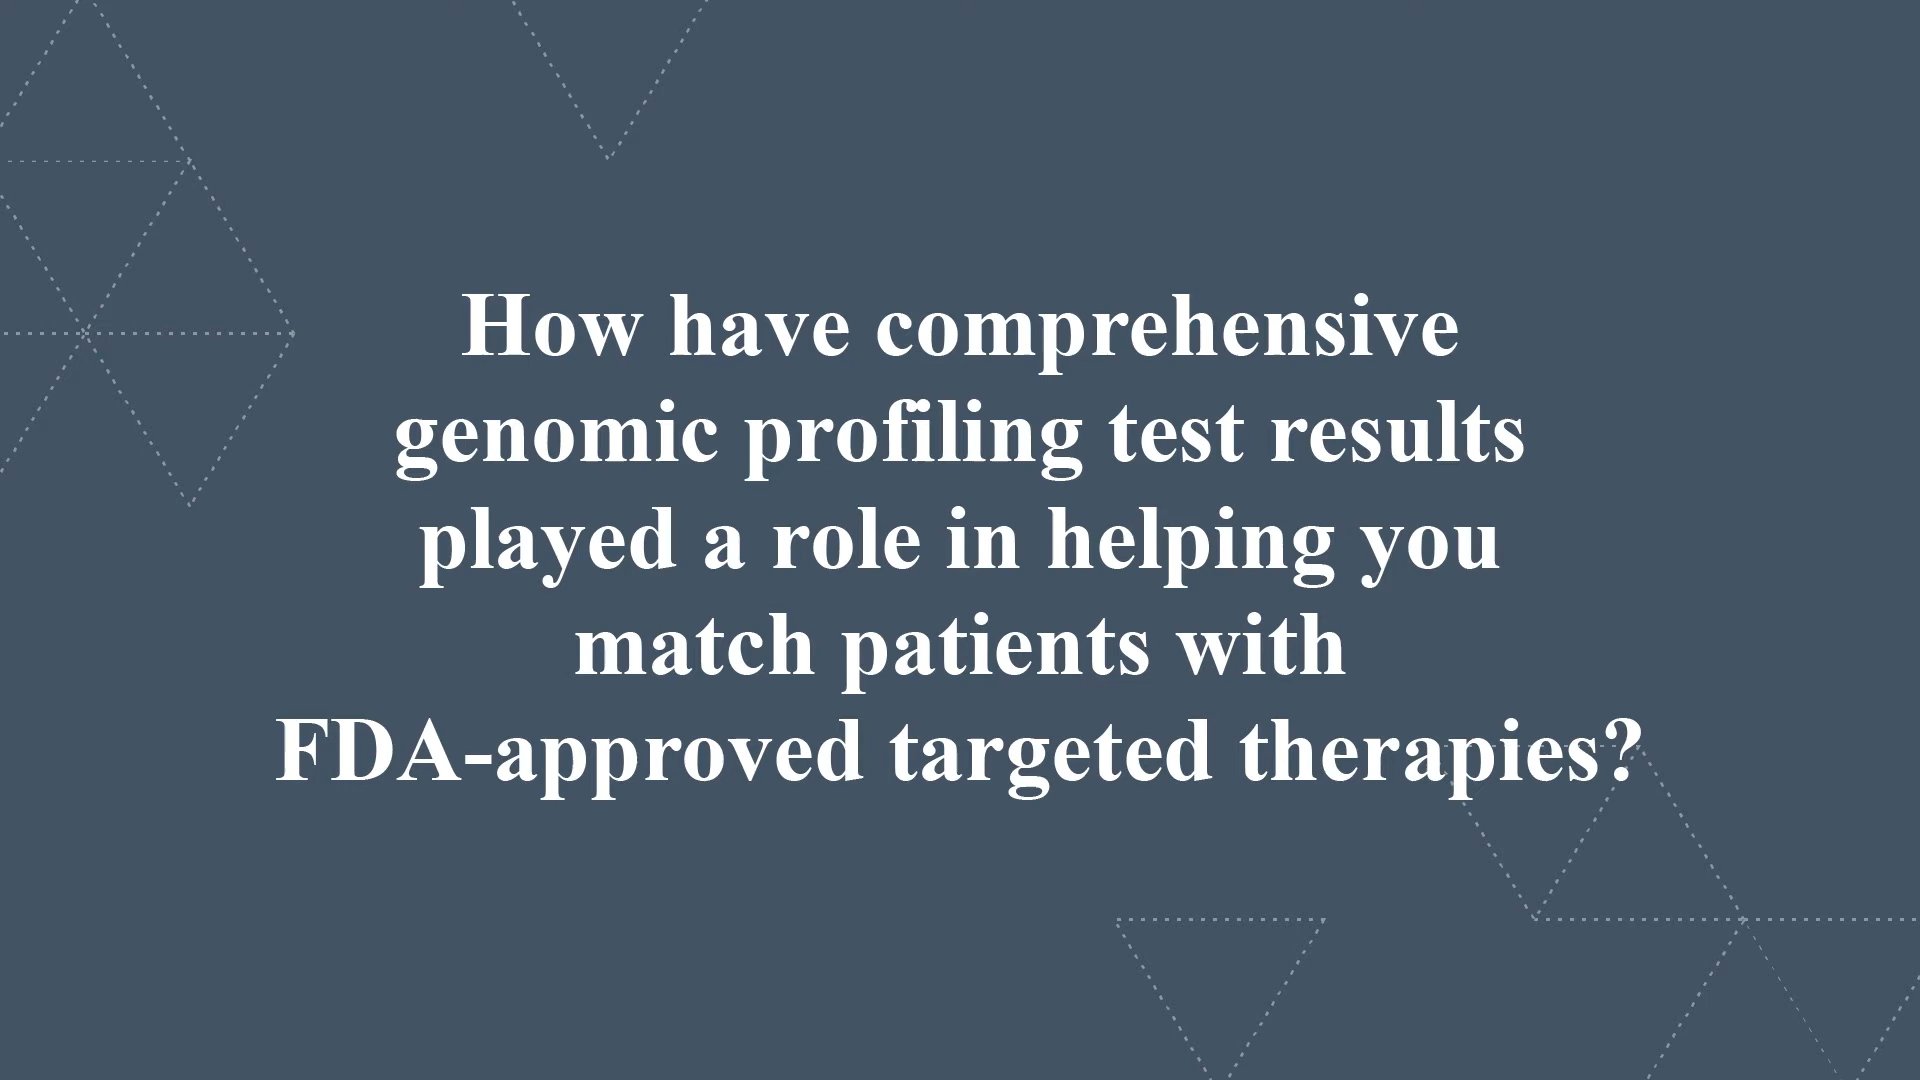 How have comprehensive
genomic profiling test results
played a role in helping you
match patients with
FDA-approved targeted therapies?